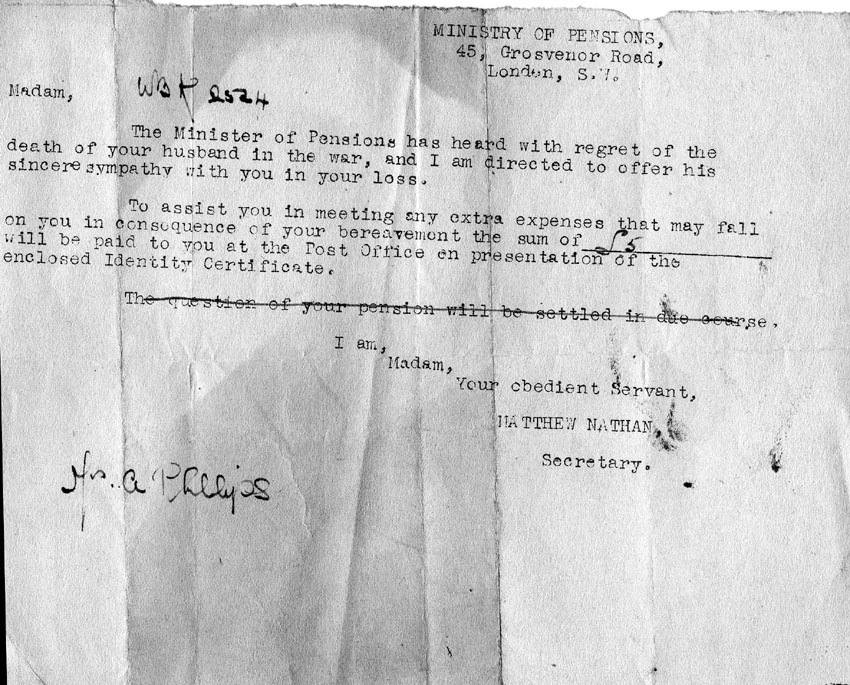 MINISTRY OF PENSIONS,
45, Grosvenor Road,
London, S.W.
Madam,
2524
The Minister of Pensions has heard with regret of the
death of your husband in the war, and I am directed to offer his
sincere sympathy with you in your loss.
To assist you in meeting any extra expenses that may fall
on you in consequence of your bereavement the sum of £5
will be paid to you at the Post Office on presentation of the
enclosed Identity Certificate.
The question of your pension will be settled in due course.
I am,
Madam,
Your obedient Servant,
MATTHEW NATHAN,
Secretary.
Mrs. A Phillips